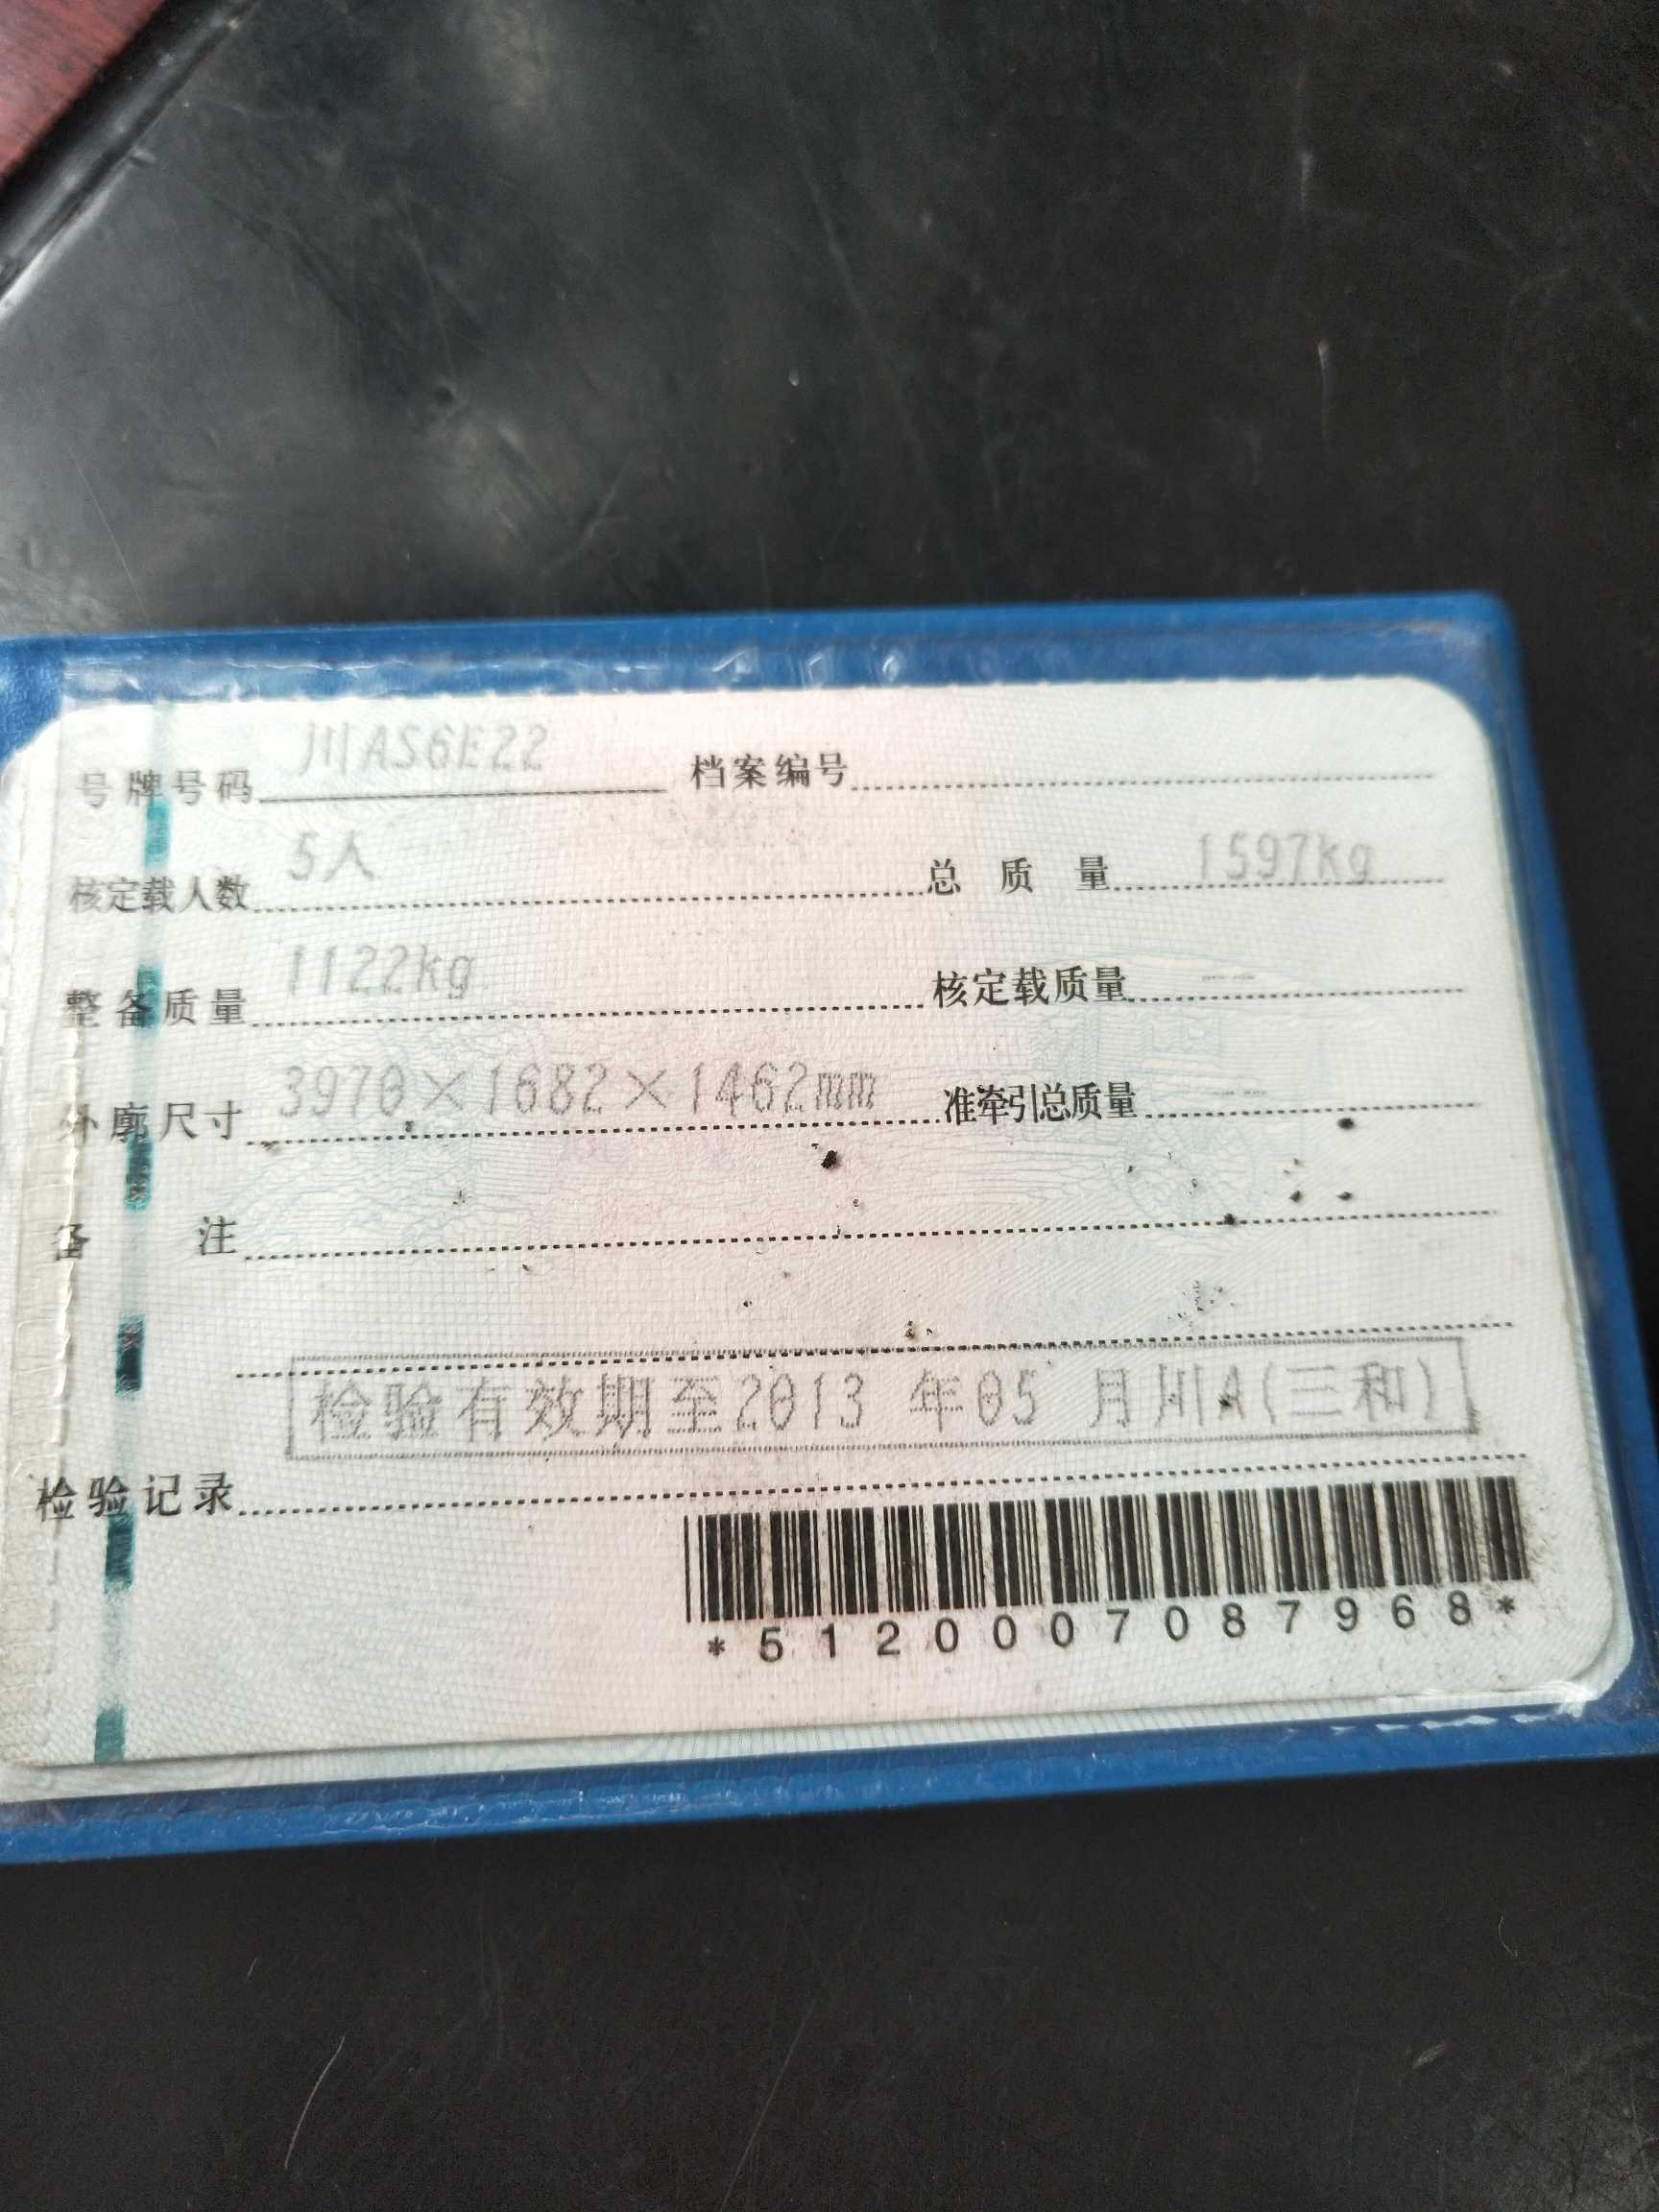 号牌号码 川AS6E22 档案编号
核定载人数 5人 总质量 1597kg
整备质量 1122kg 核定载质量 -- --
外廓尺寸 3970×1682×1462mm 准牵引总质量 -- --
备注
检验有效期至2013 年05 月川A(三和)
检验记录
*5120007087968*